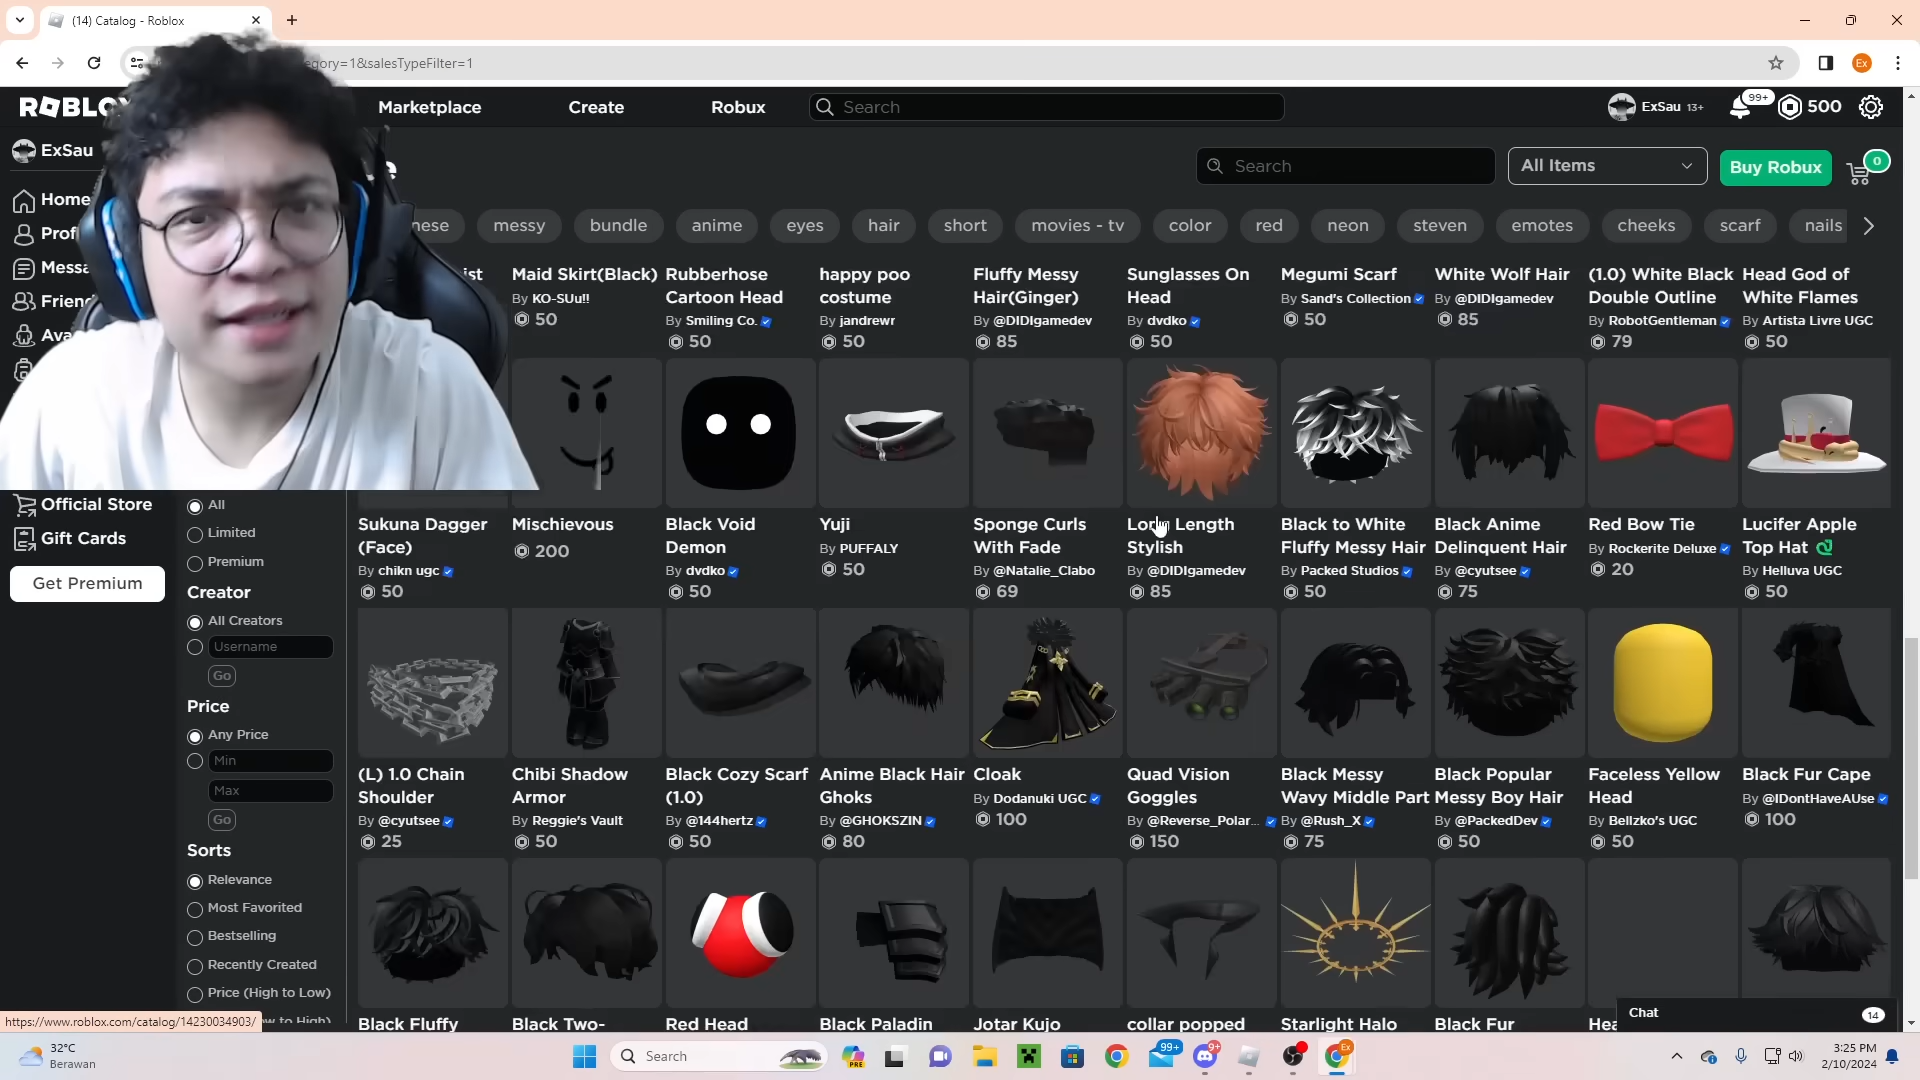 (14) Catalog - Roblox
egory=1&salesTypeFilter=1
Ex
ROBLO
Marketplace
Create
Robux
Search
ExSau 13+
99+
500
ExSau
Search
All Items
Buy Robux
0
Home
messy
bundle
anime
eyes
hair
short
movies - tv
color
red
neon
steven
emotes
cheeks
scarf
nails
Maid Skirt(Black)
By KO-SUu!!
50
Rubberhose
Cartoon Head
By Smiling Co.
50
happy poo
costume
By jandrewr
50
Fluffy Messy
Hair(Ginger)
By @DIDIgamedev
85
Sunglasses On
Head
By dvdko
50
Megumi Scarf
By Sand's Collection
50
White Wolf Hair
By @DIDIgamedev
85
(1.0) White Black
Double Outline
By RobotGentleman
79
Head God of
White Flames
By Artista Livre UGC
50
Sukuna Dagger
(Face)
By chikn ugc
50
Mischievous
200
Black Void
Demon
By dvdko
50
Yuji
By PUFFALY
50
Sponge Curls
With Fade
By @Natalie_Clabo
69
Long Length
Stylish
By @DIDIgamedev
85
Black to White
Fluffy Messy Hair
By Packed Studios
50
Black Anime
Delinquent Hair
By @cyutsee
75
Red Bow Tie
By Rockerite Deluxe
20
Lucifer Apple
Top Hat
By Helluva UGC
50
Official Store
Gift Cards
Get Premium
All
Limited
Premium
Creator
All Creators
Username
Go
Price
Any Price
Min
Max
Go
Sorts
Relevance
Most Favorited
Bestselling
Recently Created
Price (High to Low)
(L) 1.0 Chain
Shoulder
By @cyutsee
25
Chibi Shadow
Armor
By Reggie's Vault
50
Black Cozy Scarf
(1.0)
By @144hertz
50
Anime Black Hair
Ghoks
By @GHOKSZIN
80
Cloak
By Dodanuki UGC
100
Quad Vision
Goggles
By @Reverse_Polar...
150
Black Messy
Wavy Middle Part
By @Rush_X
75
Black Popular
Messy Boy Hair
By @PackedDev
50
Faceless Yellow
Head
By Bellzko's UGC
50
Black Fur Cape
By @IDontHaveAUse
100
Black Fluffy
Black Two-
Red Head
Black Paladin
Jotar Kujo
collar popped
Starlight Halo
Black Fur
Chat
14
https://www.roblox.com/catalog/14230034903/
32°C
Berawan
Search
PRE
99+
9+
Ex
3:25 PM
2/10/2024